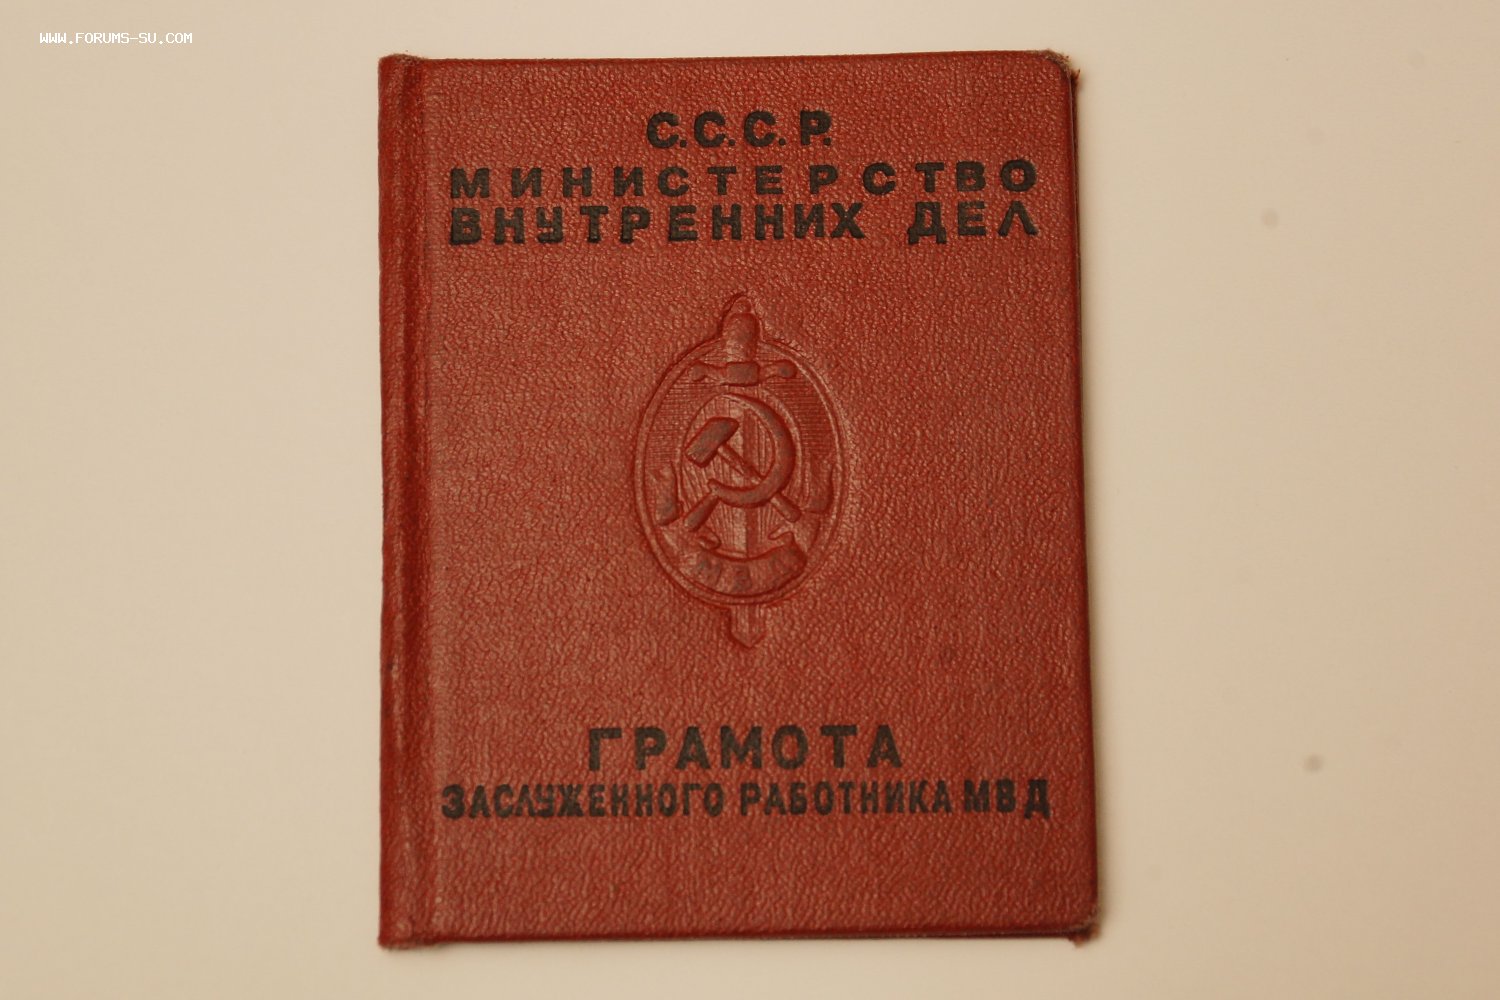 WWW.FORUMS-SU.COM
С.С.С.Р.
МИНИСТЕРСТВО
ВНУТРЕННИХ ДЕЛ
МВД
ГРАМОТА
ЗАСЛУЖЕННОГО РАБОТНИКА МВД